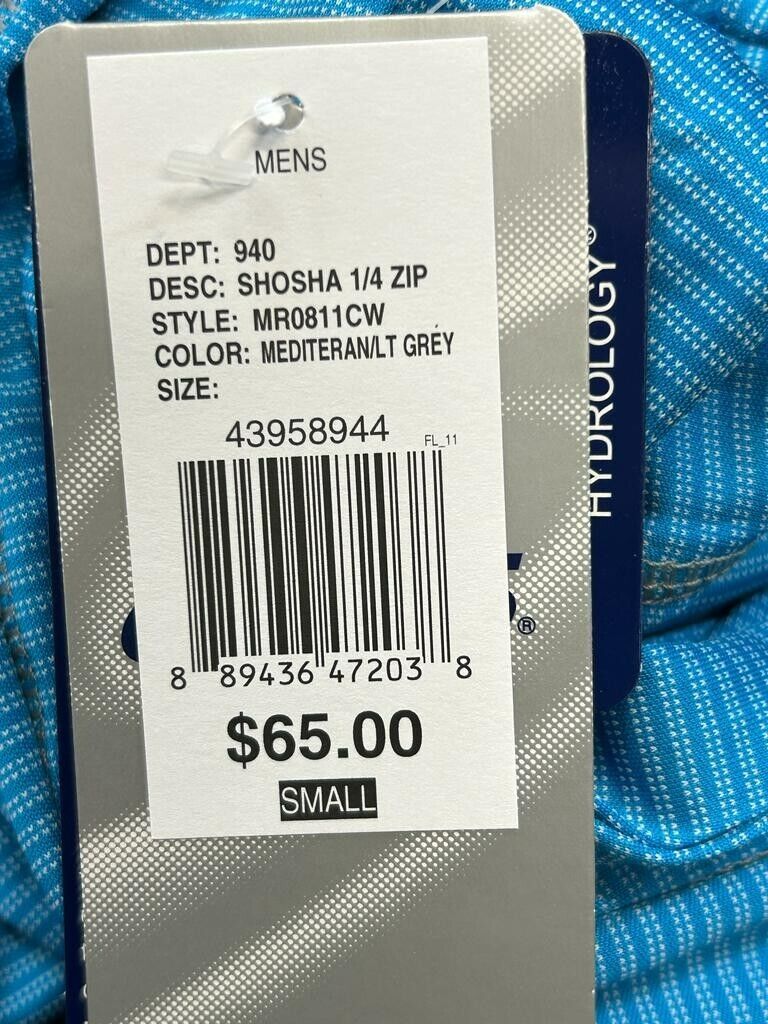 MENS
DEPT: 940
DESC: SHOSHA 1/4 ZIP
STYLE: MR0811CW
COLOR: MEDITERAN/LT GREY
SIZE:
43958944
FL_11
8 89436 47203 8
$65.00
SMALL
HYDROLOGY®
®